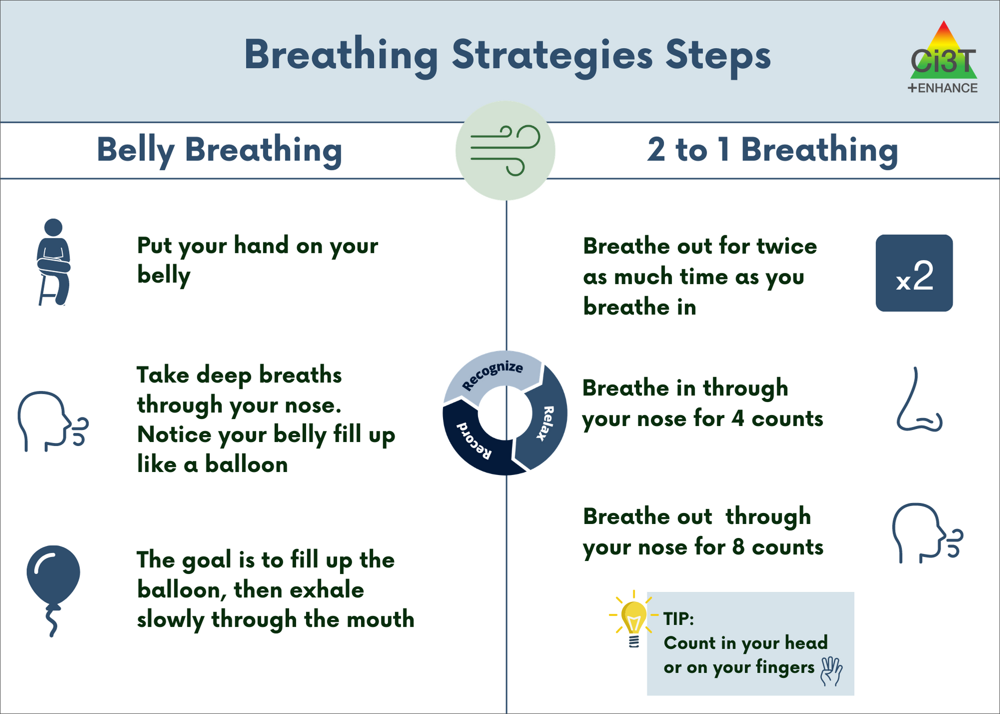 Breathing Strategies Steps
Ci3T
+ENHANCE
Belly Breathing
2 to 1 Breathing
Put your hand on your
belly
Take deep breaths
through your nose.
Notice your belly fill up
like a balloon
The goal is to fill up the
balloon, then exhale
slowly through the mouth
Recognize
Relax
Record
Breathe out for twice
as much time as you
breathe in
x2
Breathe in through
your nose for 4 counts
Breathe out  through
your nose for 8 counts
TIP:
Count in your head
or on your fingers